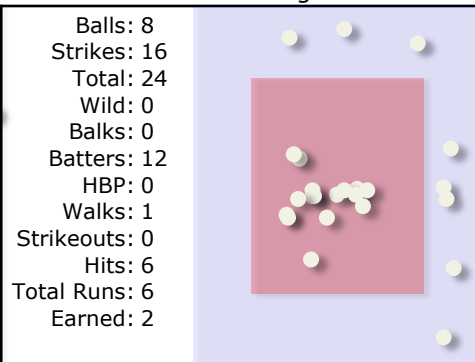 Balls: 8
Strikes: 16
Total: 24
Wild: 0
Balks: 0
Batters: 12
HBP: 0
Walks: 1
Strikeouts: 0
Hits: 6
Total Runs: 6
Earned: 2